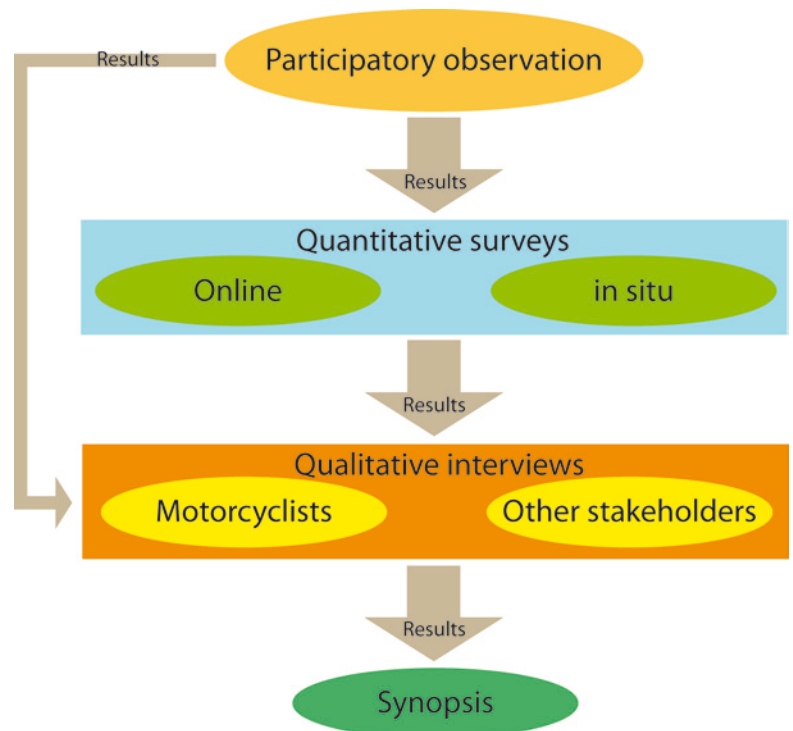 Results
Participatory observation
Results
Quantitative surveys
Online
in situ
Results
Qualitative interviews
Motorcyclists
Other stakeholders
Results
Synopsis